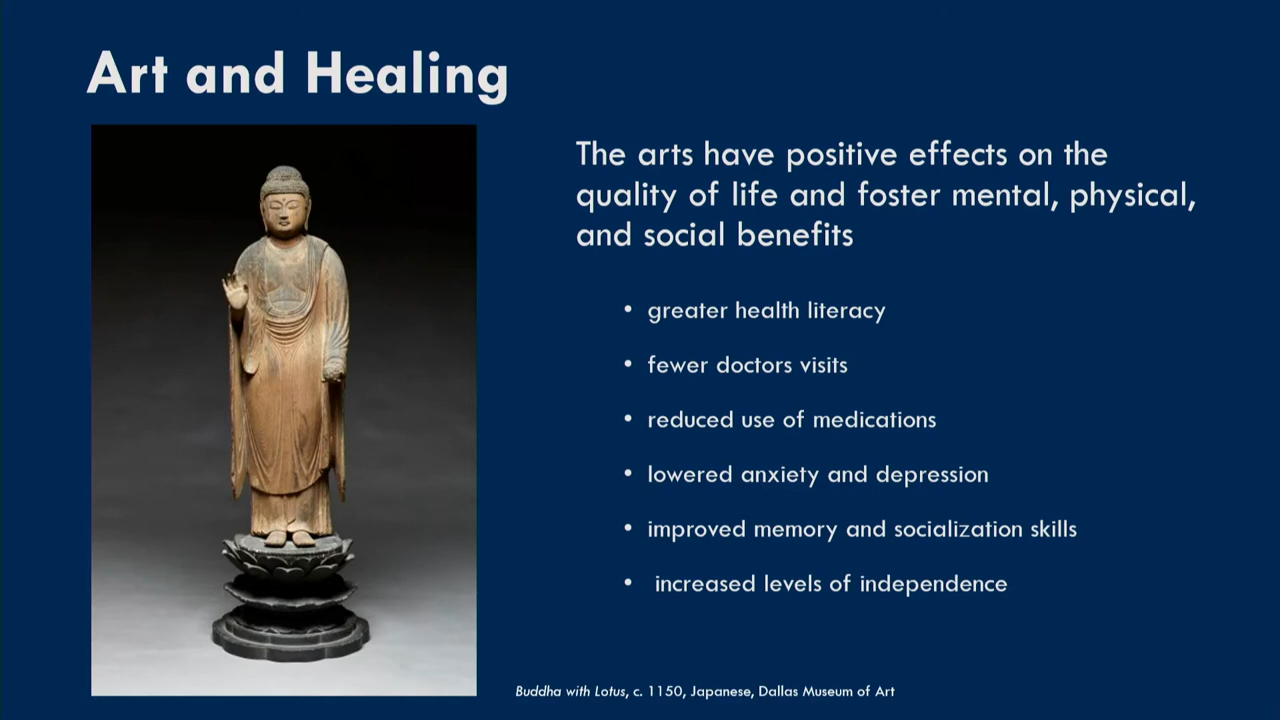 Art and Healing
The arts have positive effects on the
quality of life and foster mental, physical,
and social benefits
• greater health literacy
• fewer doctors visits
• reduced use of medications
• lowered anxiety and depression
• improved memory and socialization skills
• increased levels of independence
Buddha with Lotus, c. 1150, Japanese, Dallas Museum of Art